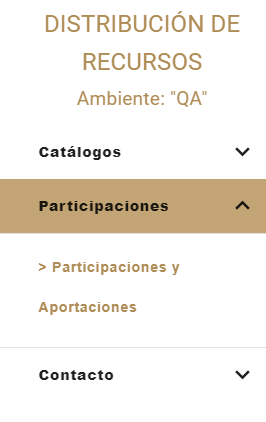 DISTRIBUCIÓN DE
RECURSOS
Ambiente: "QA"
Catálogos
Participaciones
> Participaciones y
Aportaciones
Contacto